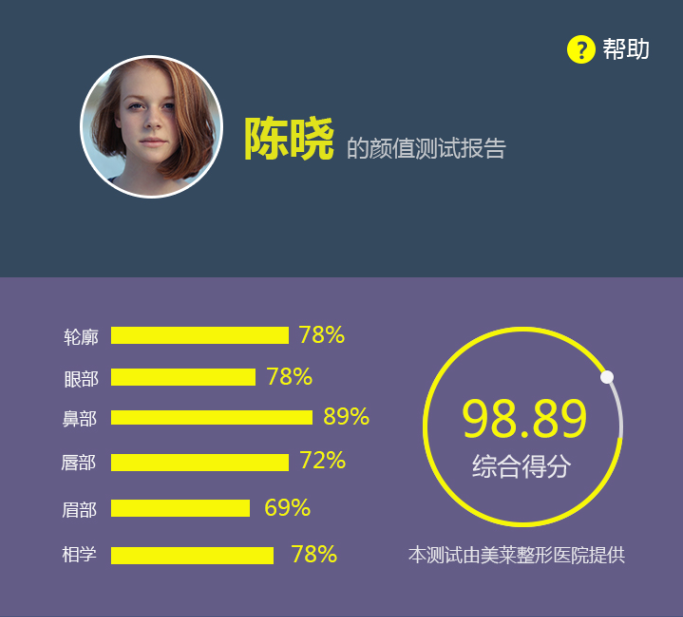 ? 帮助
陈晓 的颜值测试报告
轮廓 78%
眼部 78%
鼻部 89%
唇部 72%
眉部 69%
相学 78%
98.89
综合得分
本测试由美莱整形医院提供